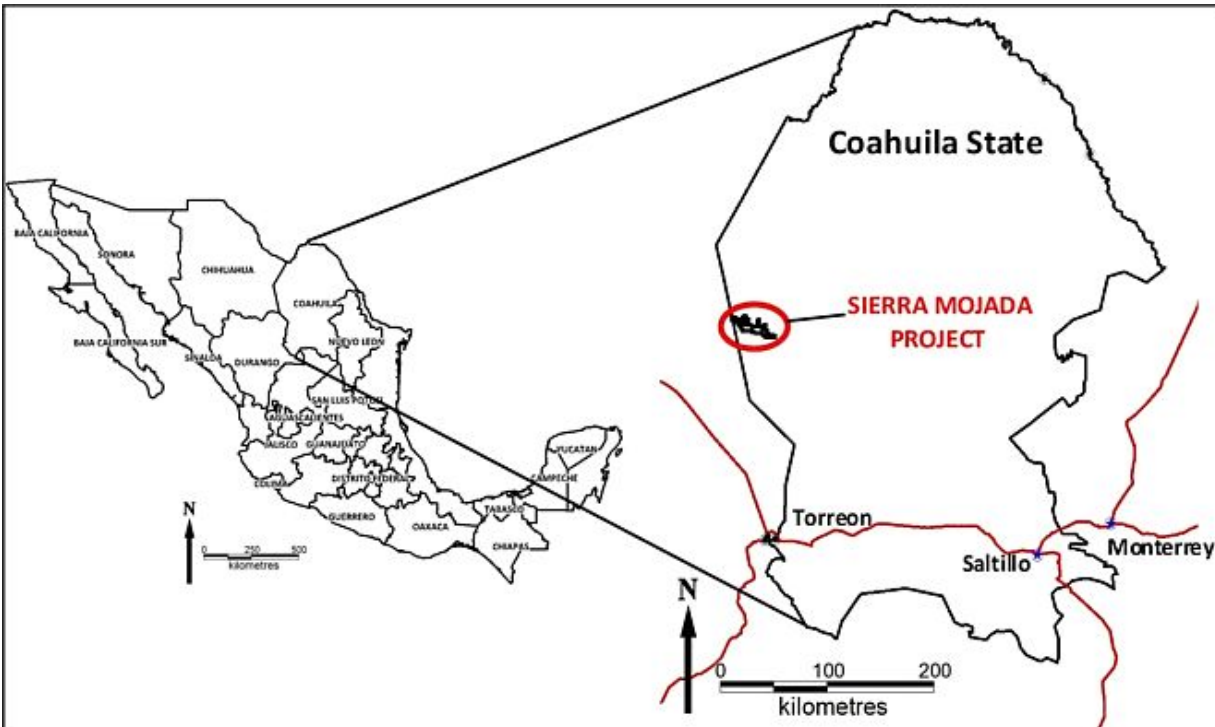 BAJA CALIFORNIA
SONORA
CHIHUAHUA
COAHUILA
NUEVO LEON
BAJA CALIFORNIA SUR
SINALOA
DURANGO
SAN LUIS POTOSI
AGUASCALIENTES
JALISCO
GUANAJUATO
COLIMA
DISTRITO FEDERAL
GUERRERO
OAXACA
TABASCO
CHIAPAS
CAMPECHE
YUCATAN
N
0 250 500
kilometres
Coahuila State
SIERRA MOJADA
PROJECT
Torreon
Saltillo
Monterrey
N
0 100 200
kilometres